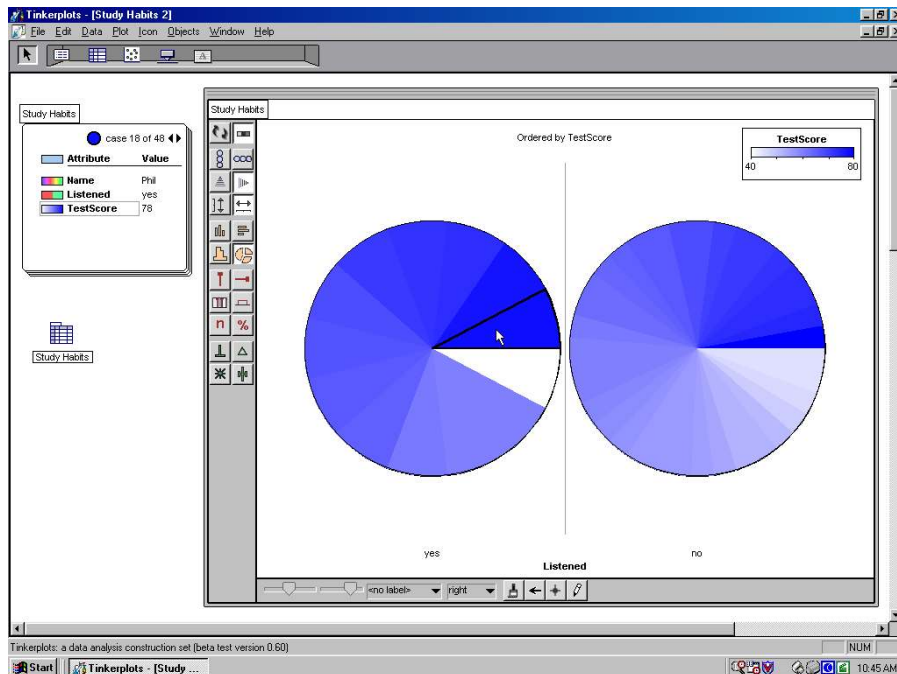 Tinkerplots - [Study Habits 2]
File Edit Data Plot Icon Objects Window Help
A
Study Habits
case 18 of 48
Attribute Value
Name Phil
Listened yes
TestScore 78
Study Habits
Study Habits
Ordered by TestScore
TestScore
40 80
n %
yes no
Listened
<no label> right
Tinkerplots: a data analysis construction set (beta test version 0.60)
NUM
Start Tinkerplots - [Study ... 10:45 AM